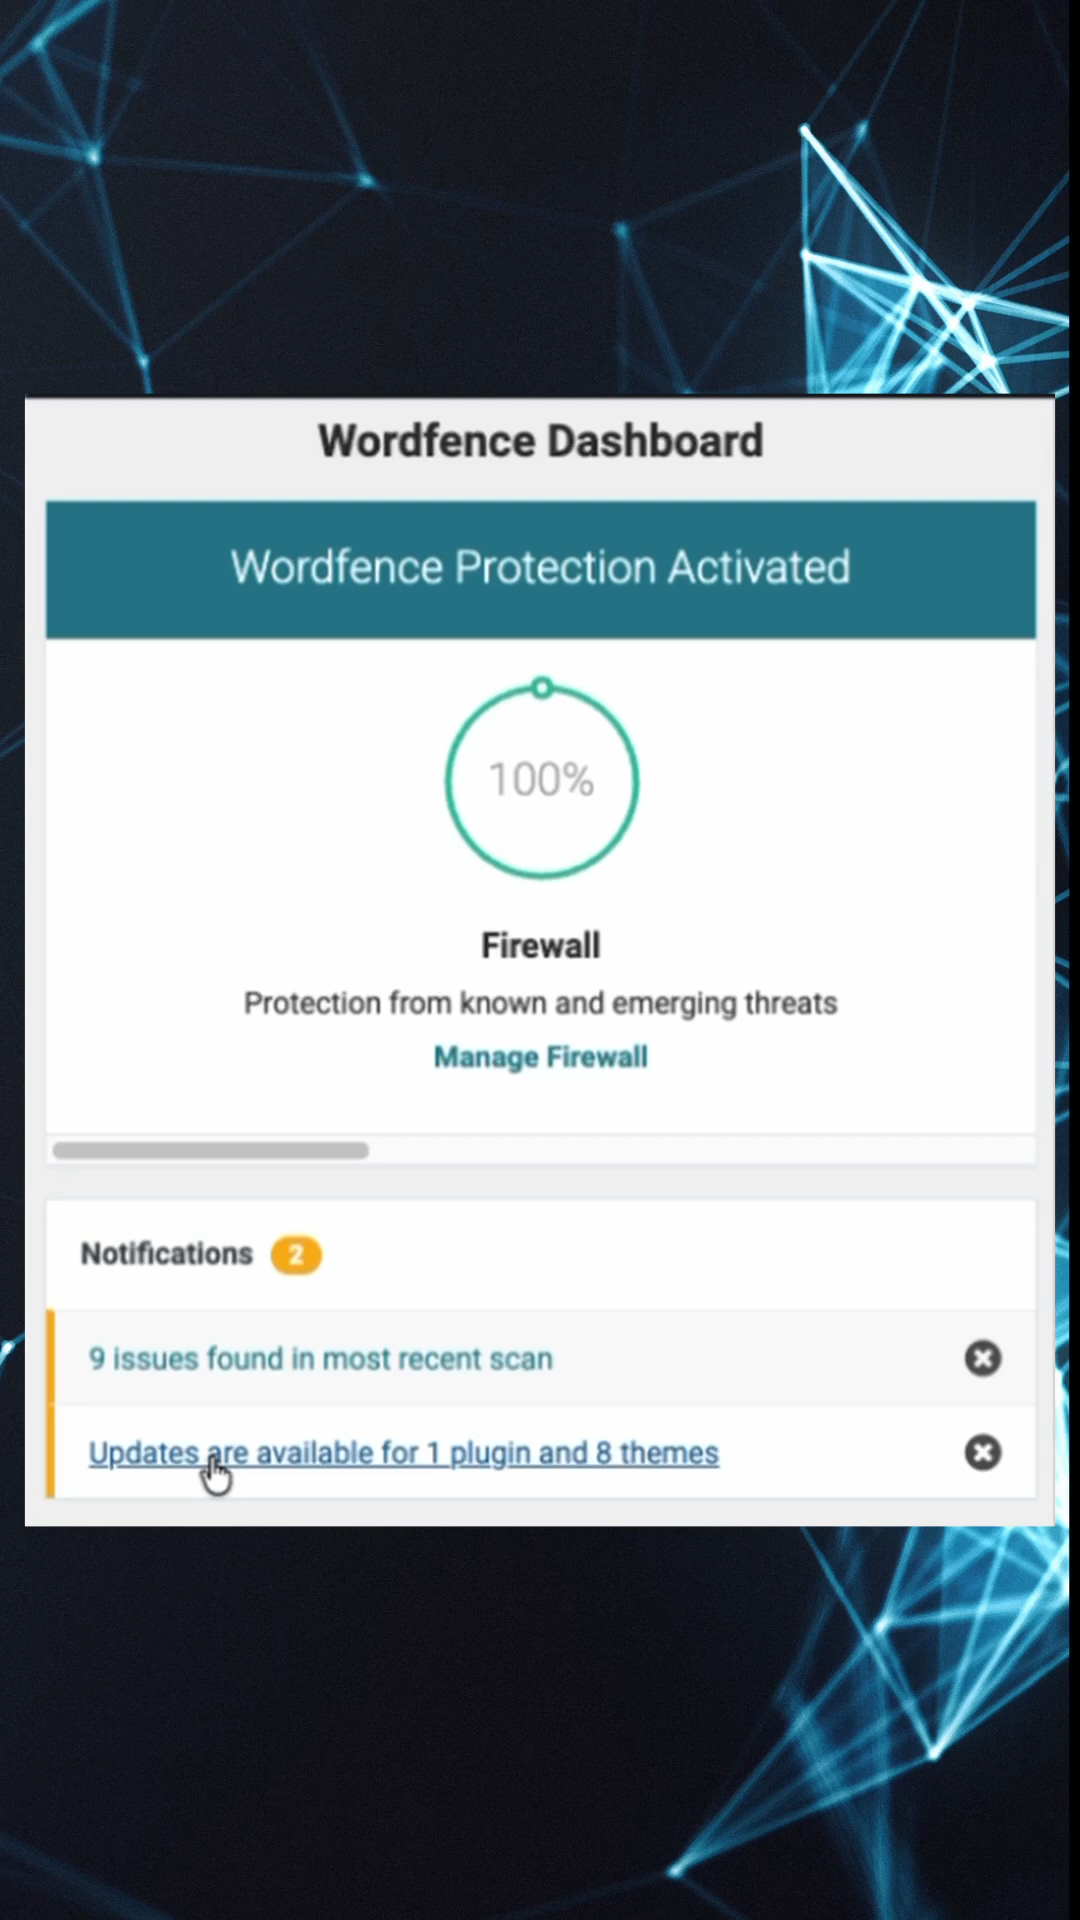 Wordfence Dashboard
Wordfence Protection Activated
100%
Firewall
Protection from known and emerging threats
Manage Firewall
Notifications 2
9 issues found in most recent scan
Updates are available for 1 plugin and 8 themes